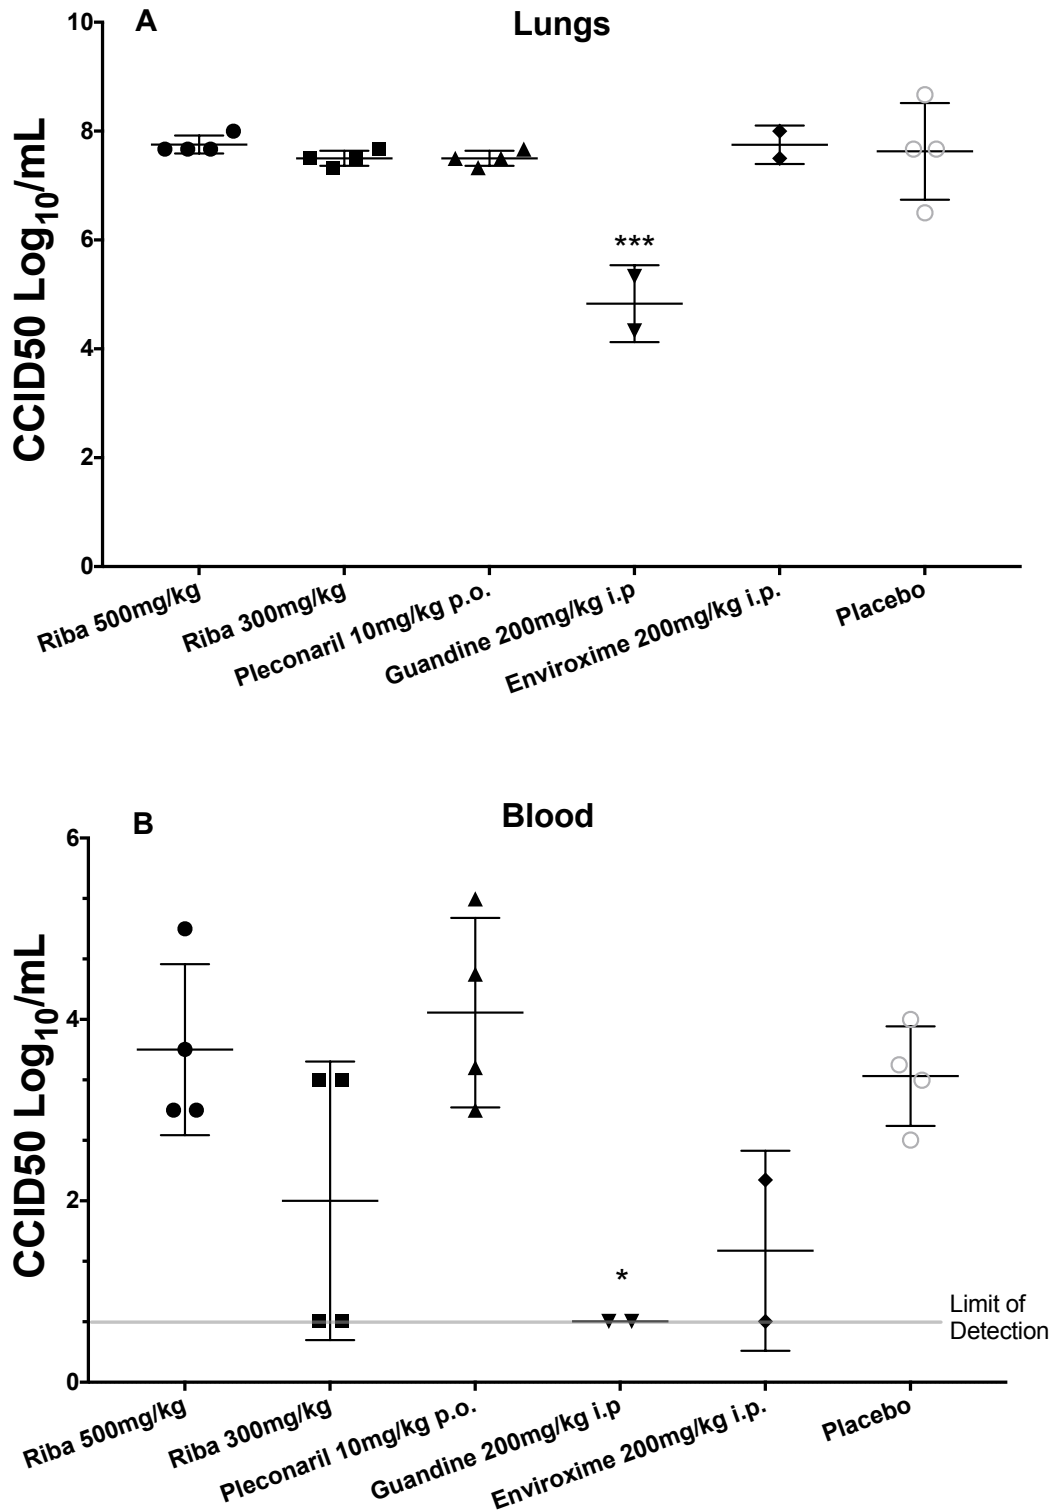 A
Lungs
CCID50 Log10/mL
10
8
6
4
2
0
***
Riba 500mg/kg
Riba 300mg/kg
Pleconaril 10mg/kg p.o.
Guandine 200mg/kg i.p
Enviroxime 200mg/kg i.p.
Placebo
B
Blood
CCID50 Log10/mL
6
4
2
0
*
Limit of
Detection
Riba 500mg/kg
Riba 300mg/kg
Pleconaril 10mg/kg p.o.
Guandine 200mg/kg i.p
Enviroxime 200mg/kg i.p.
Placebo